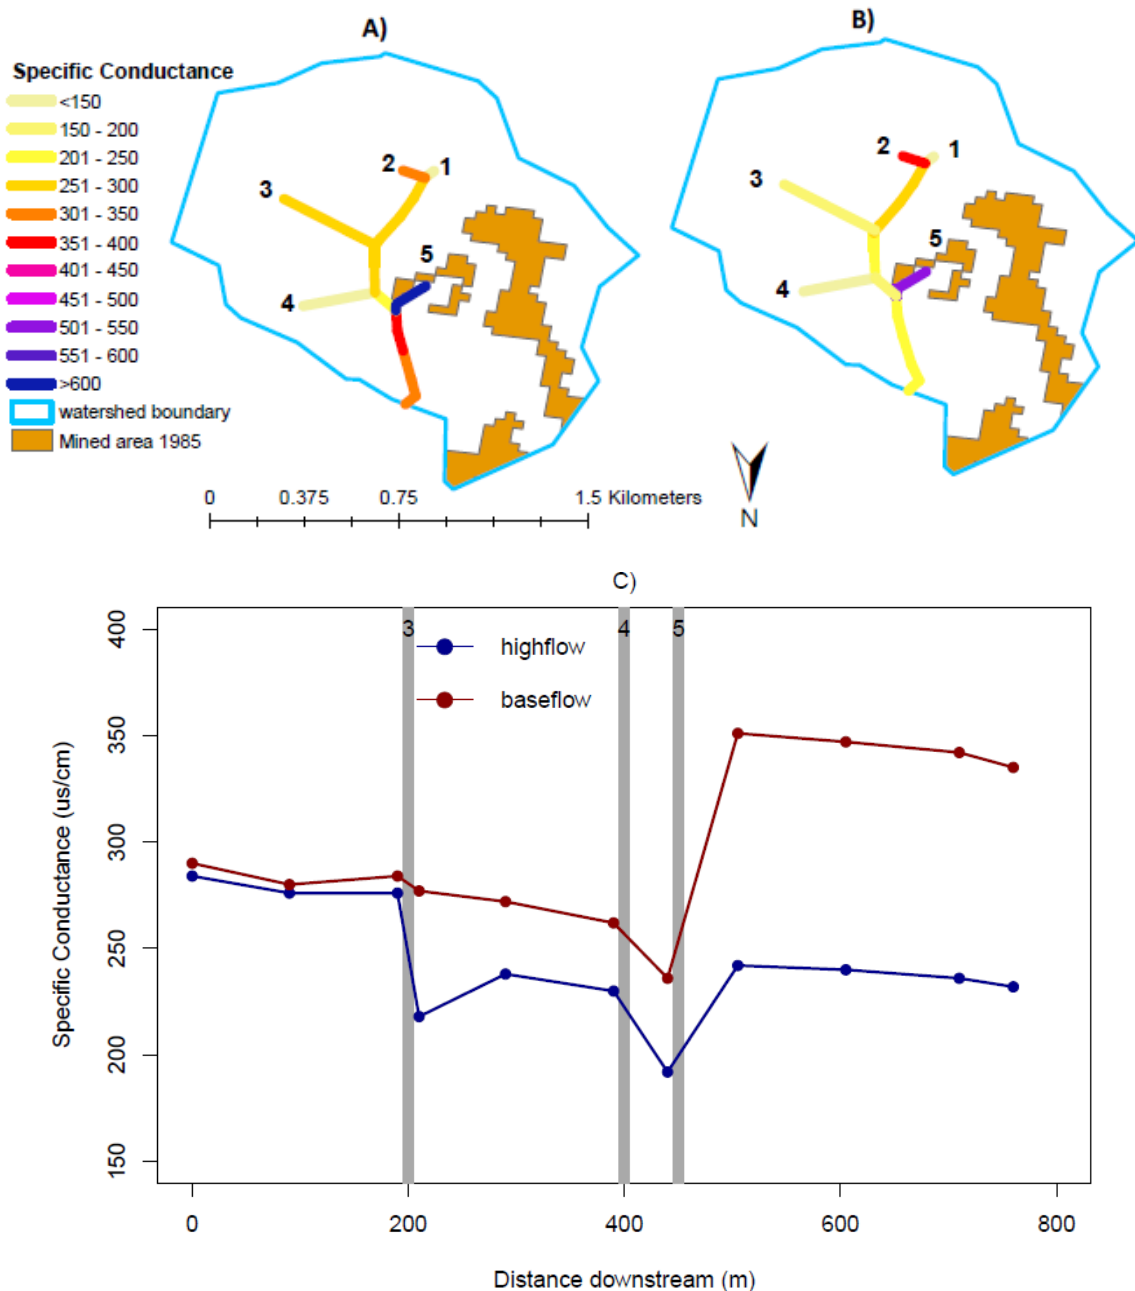 A)
B)
Specific Conductance
<150
150 - 200
201 - 250
251 - 300
301 - 350
351 - 400
401 - 450
451 - 500
501 - 550
551 - 600
>600
watershed boundary
Mined area 1985
2
1
3
5
4
2
1
3
5
4
0 0.375 0.75 1.5 Kilometers
N
C)
3 4 5
highflow
baseflow
Specific Conductance (us/cm)
400
350
300
250
200
150
0 200 400 600 800
Distance downstream (m)